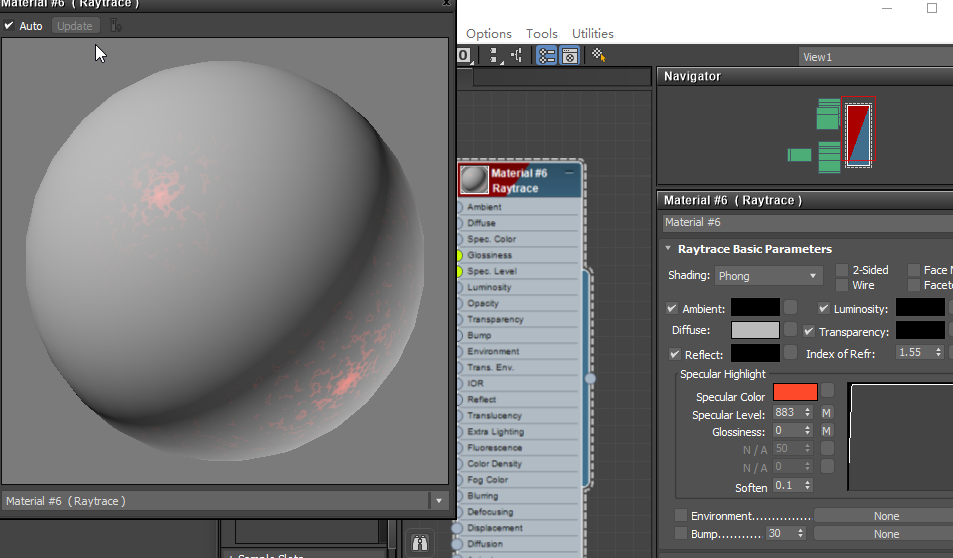 Material #6 ( Raytrace )
Auto
Update
Options Tools Utilities
0
View1
Navigator
Material #6
Raytrace
Ambient
Diffuse
Spec. Color
Glossiness
Spec. Level
Luminosity
Opacity
Transparency
Bump
Environment
Trans. Env.
IOR
Reflect
Translucency
Extra Lighting
Fluorescence
Color Density
Fog Color
Blurring
Defocusing
Displacement
Diffusion
Material #6 ( Raytrace )
Material #6
Raytrace Basic Parameters
Shading: Phong
2-Sided
Wire
Ambient:
Luminosity:
Diffuse:
Transparency:
Reflect:
Index of Refr: 1.55
Specular Highlight
Specular Color
Specular Level: 883 M
Glossiness: 0 M
N / A 50
N / A 0
Soften 0.1
Environment............... None
Bump........... 30 None
Material #6 ( Raytrace )
Sample Slots